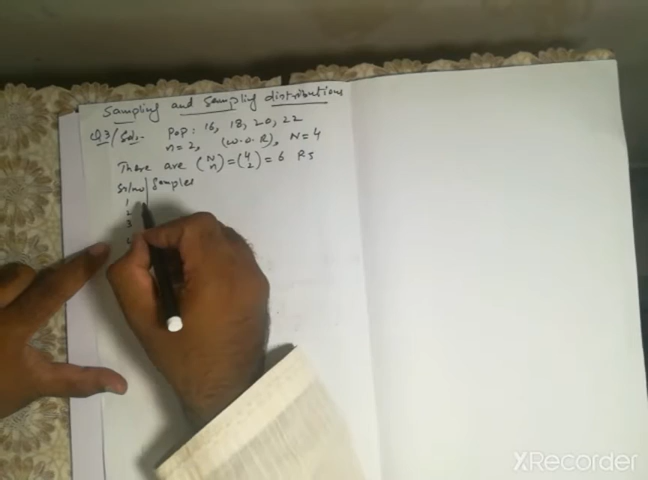 Sampling and Sampling distributions
Q3/ Sol:- Pop: 16, 18, 20, 22
n = 2, (W.O.R), N = 4
There are (N n) = (4 2) = 6 RS
Sr/no Samples
1
2
3
XRecorder